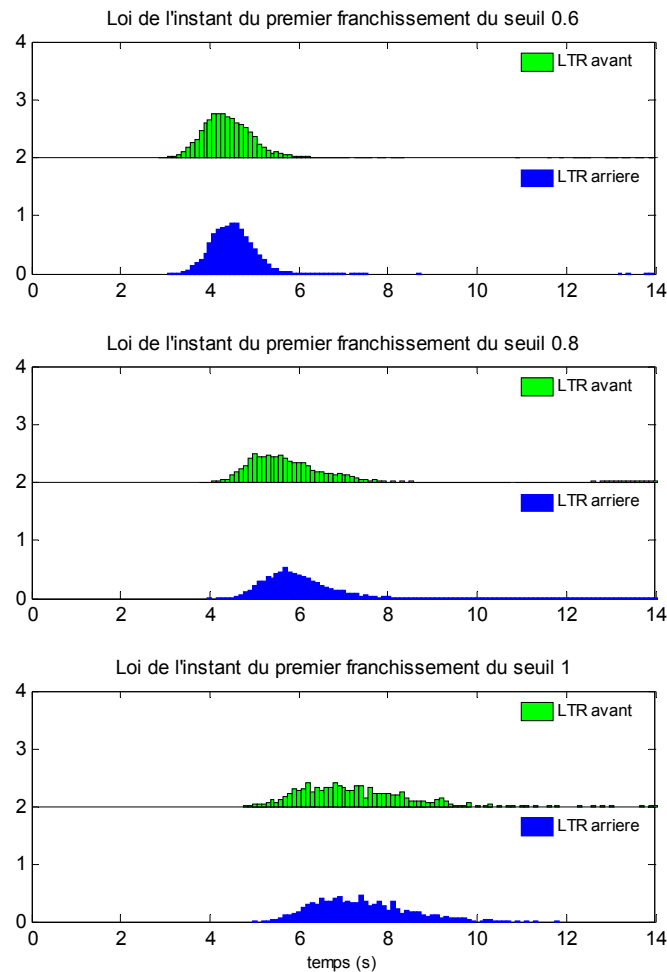 Loi de l'instant du premier franchissement du seuil 0.6
4
LTR avant
3
2
LTR arriere
1
0
0 2 4 6 8 10 12 14
Loi de l'instant du premier franchissement du seuil 0.8
4
LTR avant
3
2
LTR arriere
1
0
0 2 4 6 8 10 12 14
Loi de l'instant du premier franchissement du seuil 1
4
LTR avant
3
2
LTR arriere
1
0
0 2 4 6 8 10 12 14
temps (s)